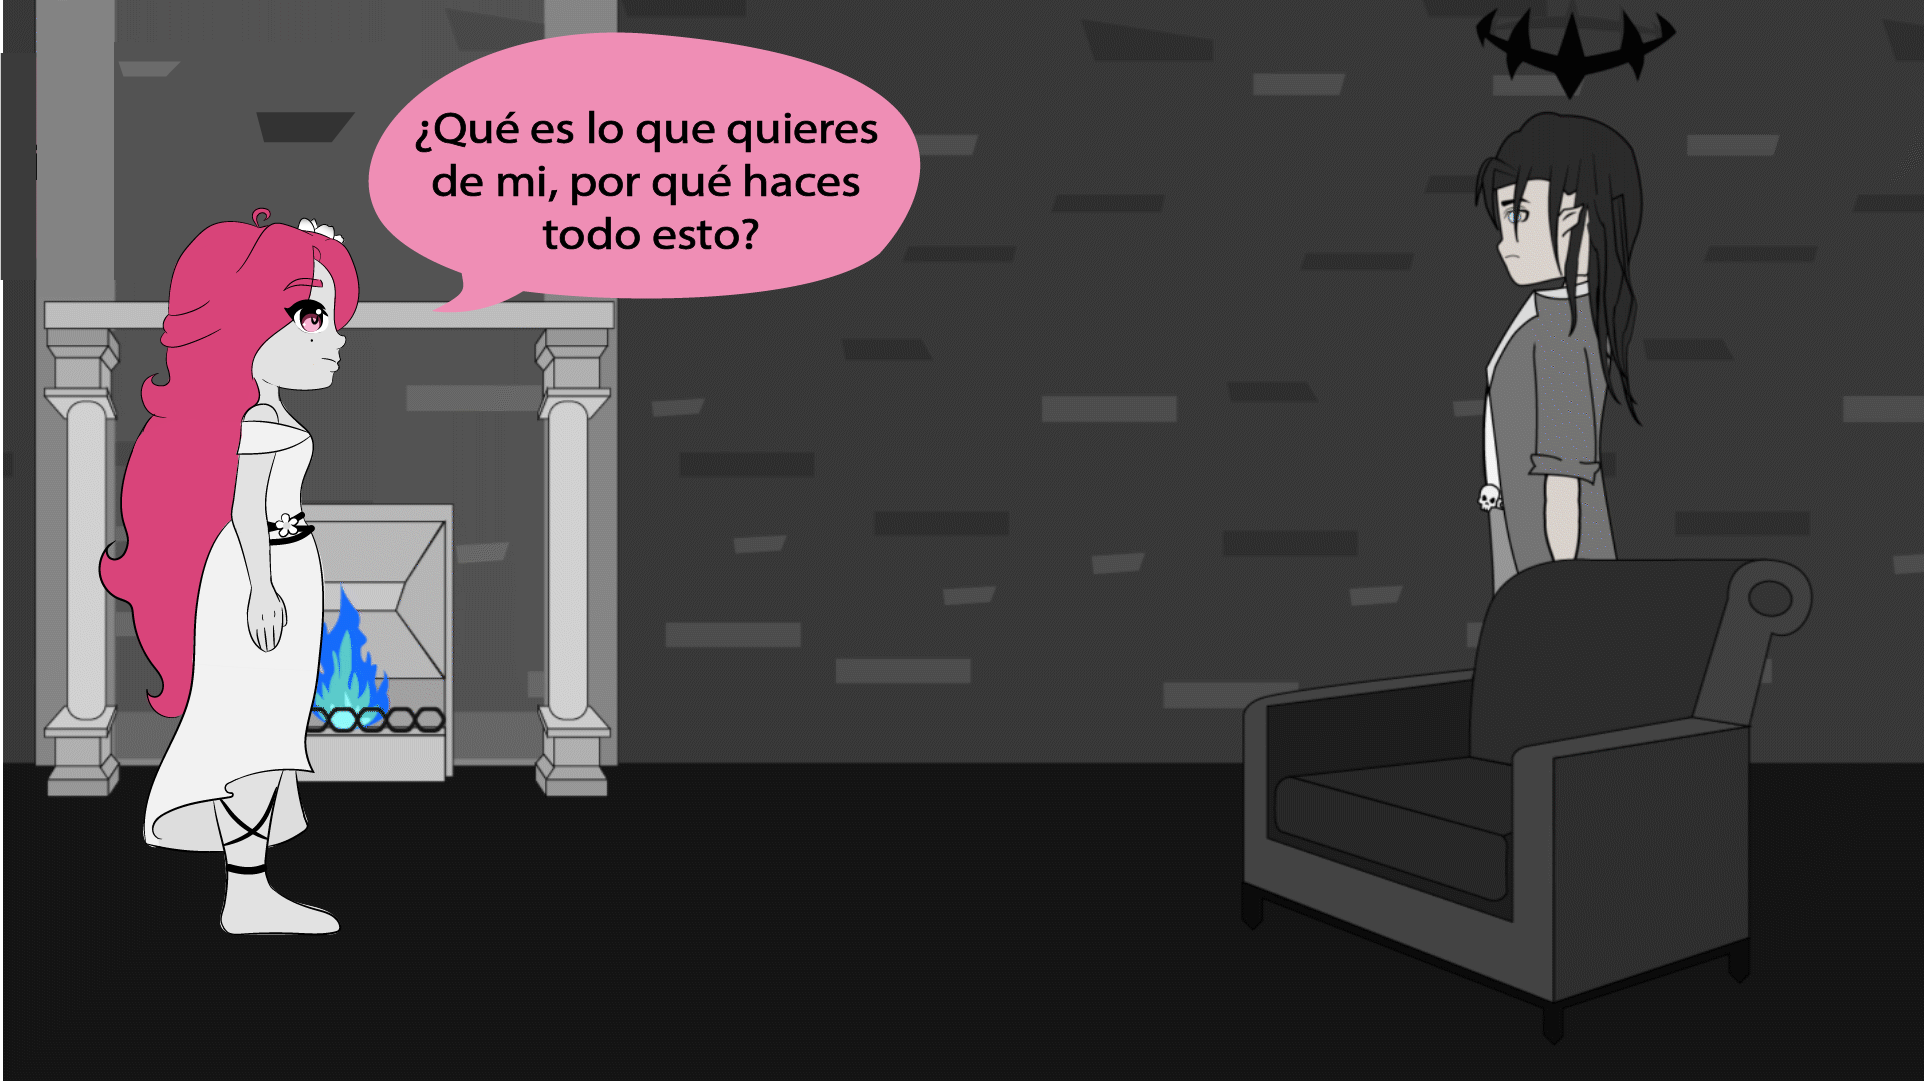 ¿Qué es lo que quieres
de mi, por qué haces
todo esto?